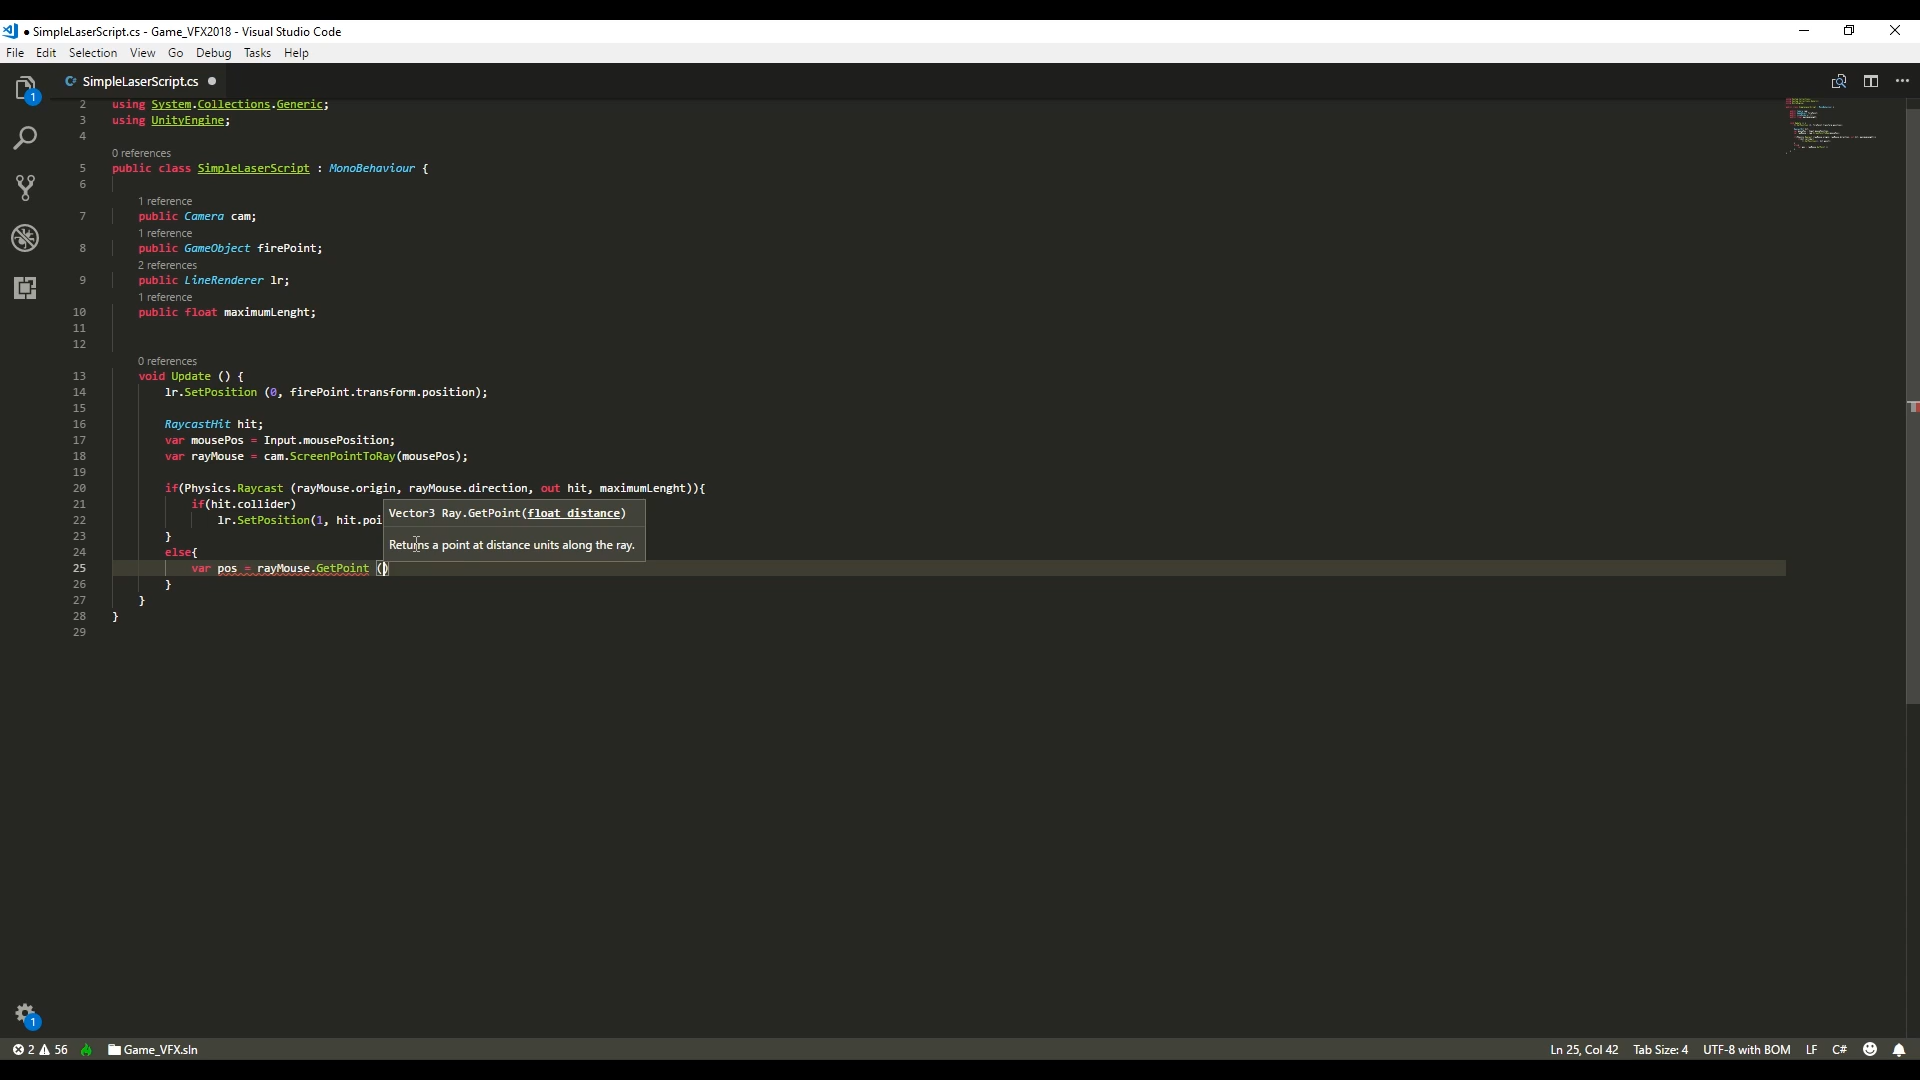 SimpleLaserScript.cs - Game_VFX2018 - Visual Studio Code
File Edit Selection View Go Debug Tasks Help
SimpleLaserScript.cs
2 using System.Collections.Generic;
3 using UnityEngine;
4
0 references
5 public class SimpleLaserScript : MonoBehaviour {
6
1 reference
7 public Camera cam;
1 reference
8 public GameObject firePoint;
2 references
9 public LineRenderer lr;
1 reference
10 public float maximumLenght;
11
12
0 references
13 void Update () {
14 lr.SetPosition (0, firePoint.transform.position);
15
16 RaycastHit hit;
17 var mousePos = Input.mousePosition;
18 var rayMouse = cam.ScreenPointToRay(mousePos);
19
20 if(Physics.Raycast (rayMouse.origin, rayMouse.direction, out hit, maximumLenght)){
21 if(hit.collider)
Vector3 Ray.GetPoint(float distance)
22 lr.SetPosition(1, hit.poi
23 }
Returns a point at distance units along the ray.
24 else{
25 var pos = rayMouse.GetPoint ()
26 }
27 }
28 }
29
1
1
2 56 Game_VFX.sln Ln 25, Col 42 Tab Size: 4 UTF-8 with BOM LF C#